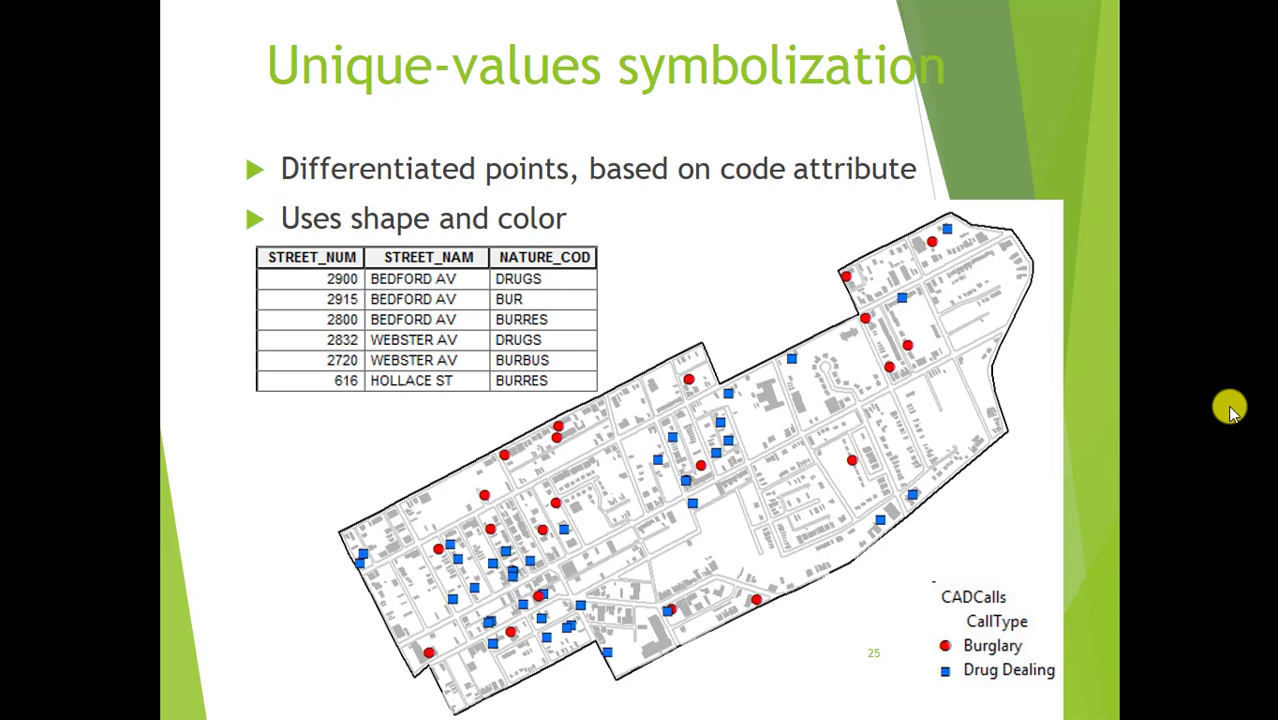 Unique-values symbolization
Differentiated points, based on code attribute
Uses shape and color
STREET_NUM STREET_NAM NATURE_COD
2900 BEDFORD AV DRUGS
2915 BEDFORD AV BUR
2800 BEDFORD AV BURRES
2832 WEBSTER AV DRUGS
2720 WEBSTER AV BURBUS
616 HOLLACE ST BURRES
CADCalls
CallType
Burglary
Drug Dealing
25